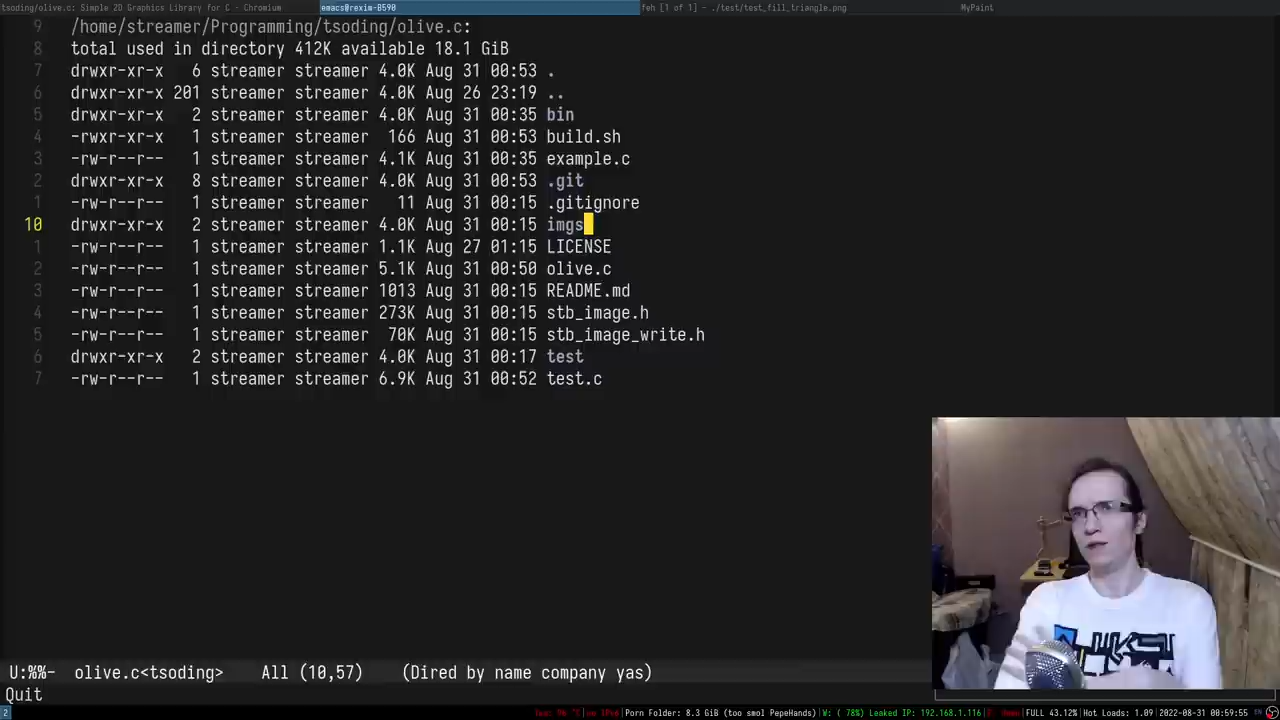 tsoding/olive.c: Simple 2D Graphics Library for C - Chromium
emacs@rexim-B590
feh [1 of 1] - ./test/test_fill_triangle.png
MyPaint
9 /home/streamer/Programming/tsoding/olive.c:
8 total used in directory 412K available 18.1 GiB
7 drwxr-xr-x 6 streamer streamer 4.0K Aug 31 00:53 .
6 drwxr-xr-x 201 streamer streamer 4.0K Aug 26 23:19 ..
5 drwxr-xr-x 2 streamer streamer 4.0K Aug 31 00:35 bin
4 -rwxr-xr-x 1 streamer streamer 166 Aug 31 00:53 build.sh
3 -rw-r--r-- 1 streamer streamer 4.1K Aug 31 00:35 example.c
2 drwxr-xr-x 8 streamer streamer 4.0K Aug 31 00:53 .git
1 -rw-r--r-- 1 streamer streamer 11 Aug 31 00:15 .gitignore
10 drwxr-xr-x 2 streamer streamer 4.0K Aug 31 00:15 imgs
1 -rw-r--r-- 1 streamer streamer 1.1K Aug 27 01:15 LICENSE
2 -rw-r--r-- 1 streamer streamer 5.1K Aug 31 00:50 olive.c
3 -rw-r--r-- 1 streamer streamer 1013 Aug 31 00:15 README.md
4 -rw-r--r-- 1 streamer streamer 273K Aug 31 00:15 stb_image.h
5 -rw-r--r-- 1 streamer streamer 70K Aug 31 00:15 stb_image_write.h
6 drwxr-xr-x 2 streamer streamer 4.0K Aug 31 00:17 test
7 -rw-r--r-- 1 streamer streamer 6.9K Aug 31 00:52 test.c
U:%%- olive.c<tsoding> All (10,57) (Dired by name company yas)
Quit
2 no IPv6 Porn Folder: 8.3 GiB (too smol PepeHands) W: ( 78%) Leaked IP: 192.168.1.116 E: down FULL 43.12% Hot Loads: 1.09 2022-08-31 00:59:55 EN